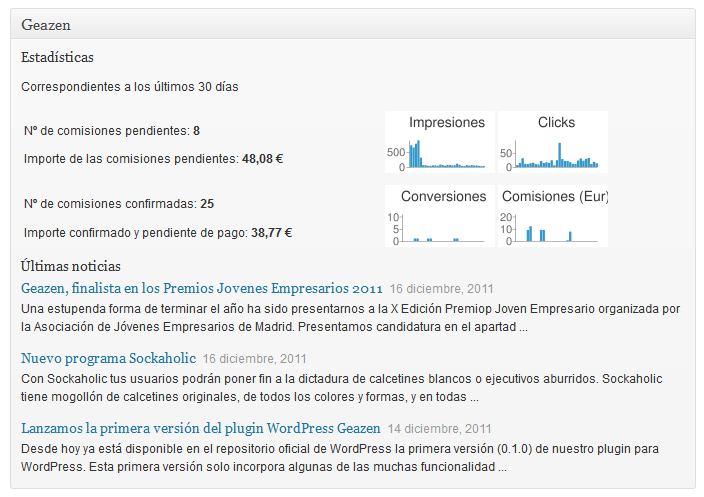 Geazen
Estadísticas
Correspondientes a los últimos 30 días
Nº de comisiones pendientes: 8
Importe de las comisiones pendientes: 48,08 €
Nº de comisiones confirmadas: 25
Importe confirmado y pendiente de pago: 38,77 €
Impresiones
500
0
Clicks
50
0
Conversiones
10
5
0
Comisiones (Eur)
20
10
0
Últimas noticias
Geazen, finalista en los Premios Jovenes Empresarios 2011 16 diciembre, 2011
Una estupenda forma de terminar el año ha sido presentarnos a la X Edición Premiop Joven Empresario organizada por
la Asociación de Jóvenes Empresarios de Madrid. Presentamos candidatura en el apartad ...
Nuevo programa Sockaholic 16 diciembre, 2011
Con Sockaholic tus usuarios podrán poner fin a la dictadura de calcetines blancos o ejecutivos aburridos. Sockaholic
tiene mogollón de calcetines originales, de todos los colores y formas, y en todas ...
Lanzamos la primera versión del plugin WordPress Geazen 14 diciembre, 2011
Desde hoy ya está disponible en el repositorio oficial de WordPress la primera versión (0.1.0) de nuestro plugin para
WordPress. Esta primera versión solo incorpora algunas de las muchas funcionalidad ...